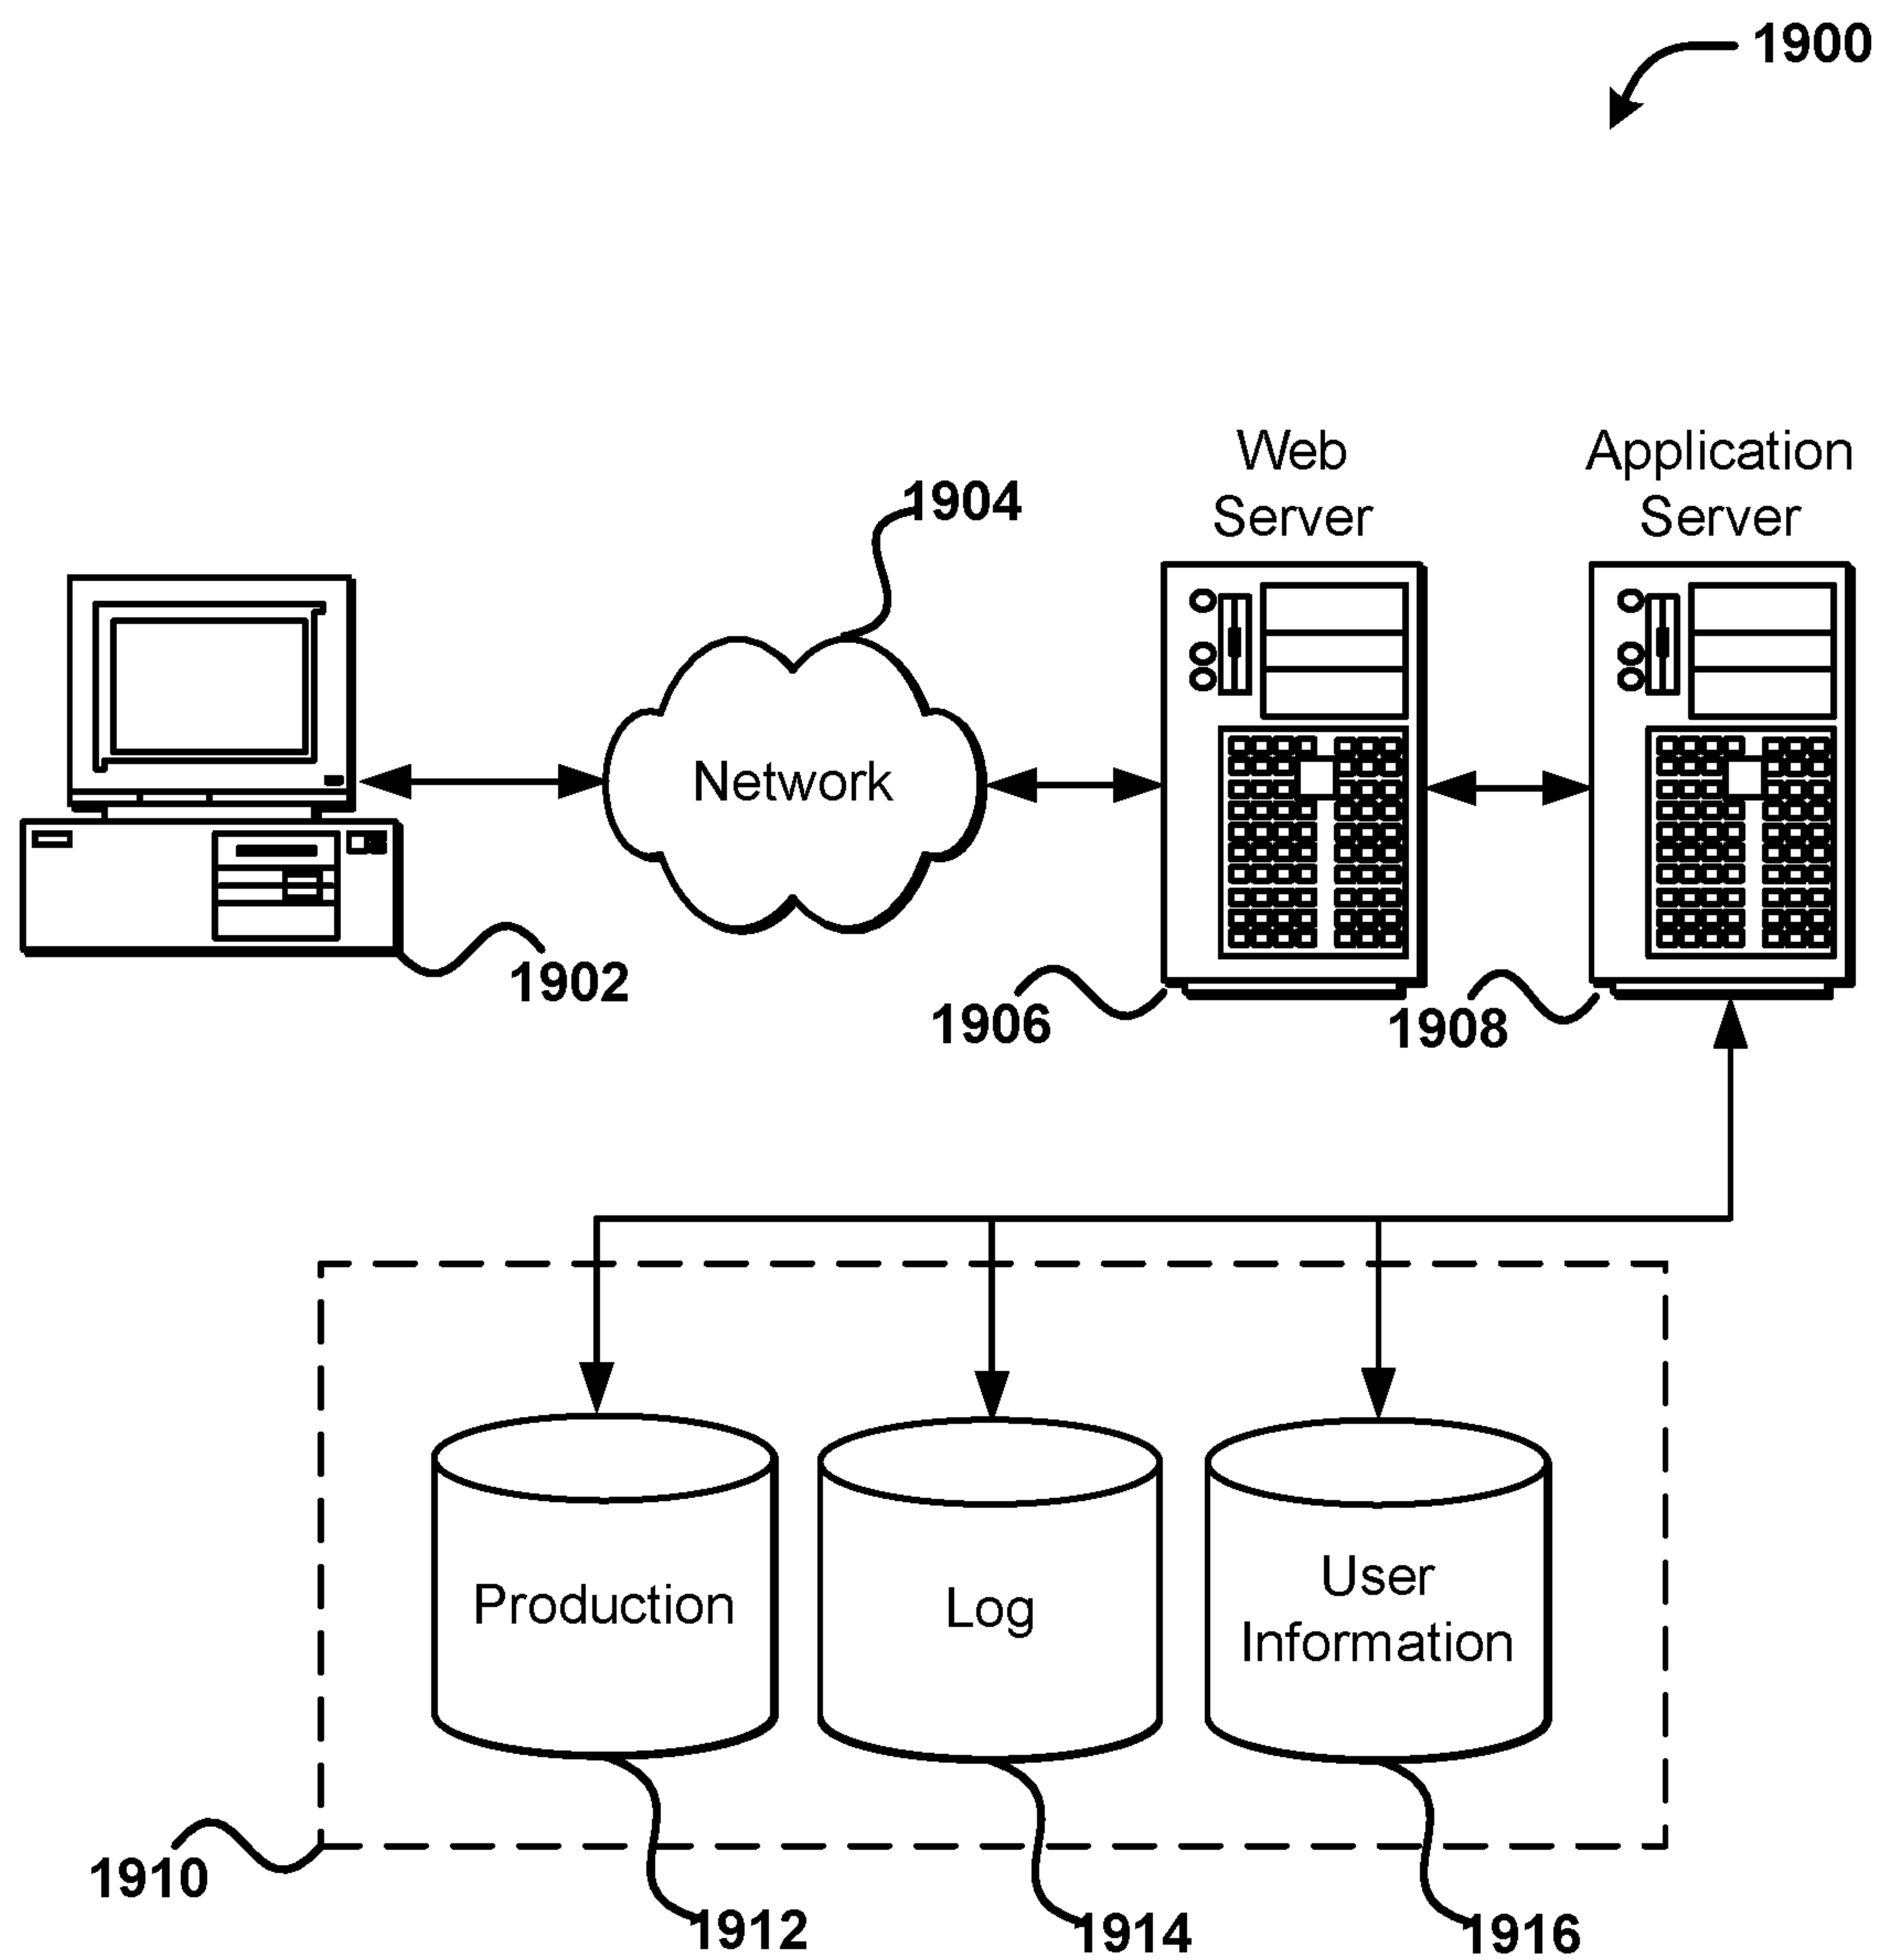 1900
Web
Server
Application
Server
1904
Network
1902
1906
1908
Production
Log
User
Information
1910
1912
1914
1916